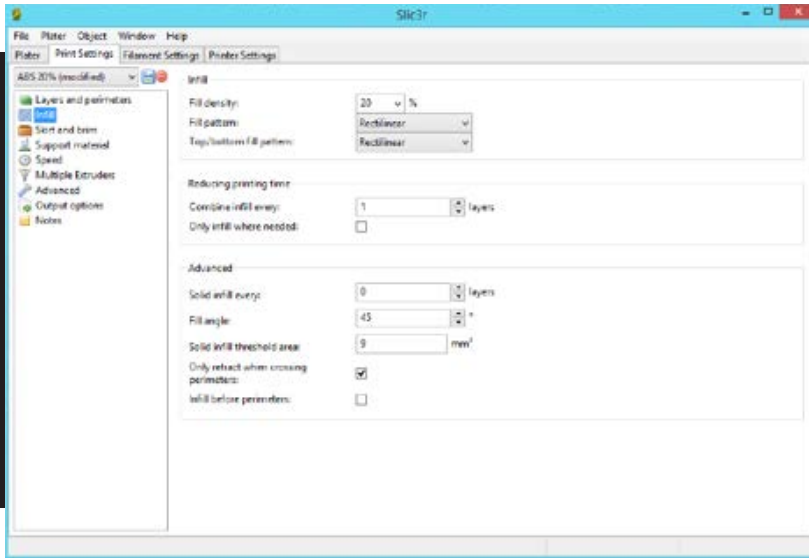 Slic3r
File Plater Object Window Help
Plater Print Settings Filament Settings Printer Settings
ABS 20% (modified)
Layers and perimeters
Infill
Skirt and brim
Support material
Speed
Multiple Extruders
Advanced
Output options
Notes
Infill
Fill density: 20 %
Fill pattern: Rectilinear
Top/bottom fill pattern: Rectilinear
Reducing printing time
Combine infill every: 1 layers
Only infill where needed:
Advanced
Solid infill every: 0 layers
Fill angle: 45 °
Solid infill threshold area: 9 mm²
Only retract when crossing
perimeters:
Infill before perimeters: